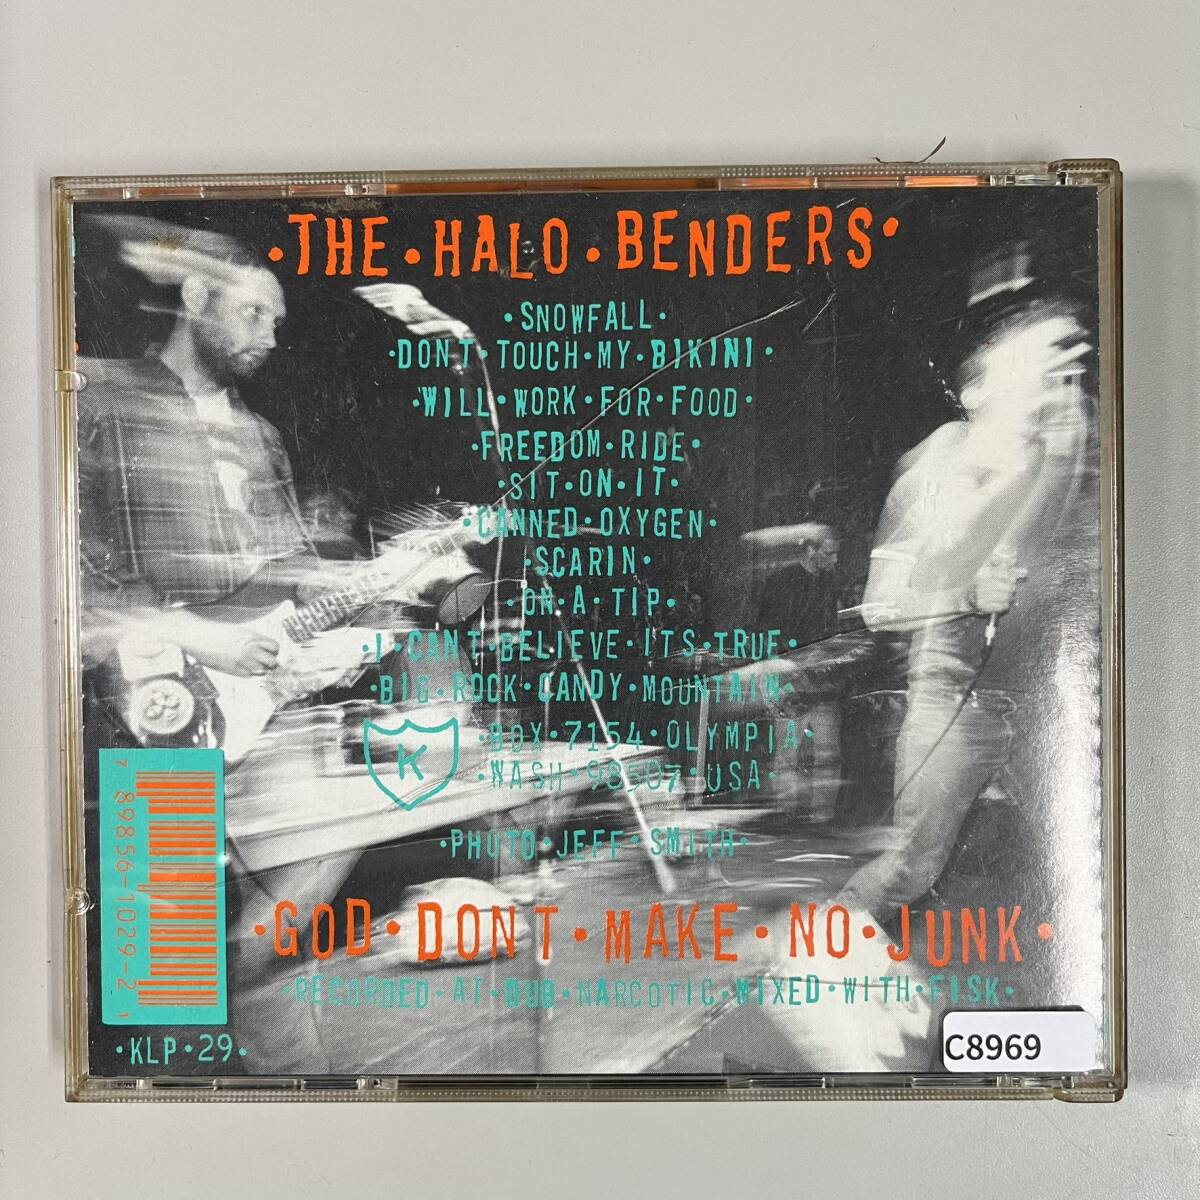 ·THE·HALO·BENDERS·
·SNOWFALL·
·DONT·TOUCH·MY·BIKINI·
·WILL·WORK·FOR·FOOD·
·FREEDOM·RIDE·
·SIT·ON·IT·
·CANNED·OXYGEN·
·SCARIN·
·ON·A·TIP·
·I·CANT·BELIEVE·ITS·TRUE·
·BIG·ROCK·CANDY·MOUNTAIN·
K
·BOX·7154·OLYMPIA·
·WASH·98507·USA·
·PHOTO·JEFF·SMITH·
·GOD·DONT·MAKE·NO·JUNK·
·RECORDED·AT·DUB·NARCOTIC·MIXED·WITH·FISK·
7 89856-1029-2 1
·KLP·29·
C8969